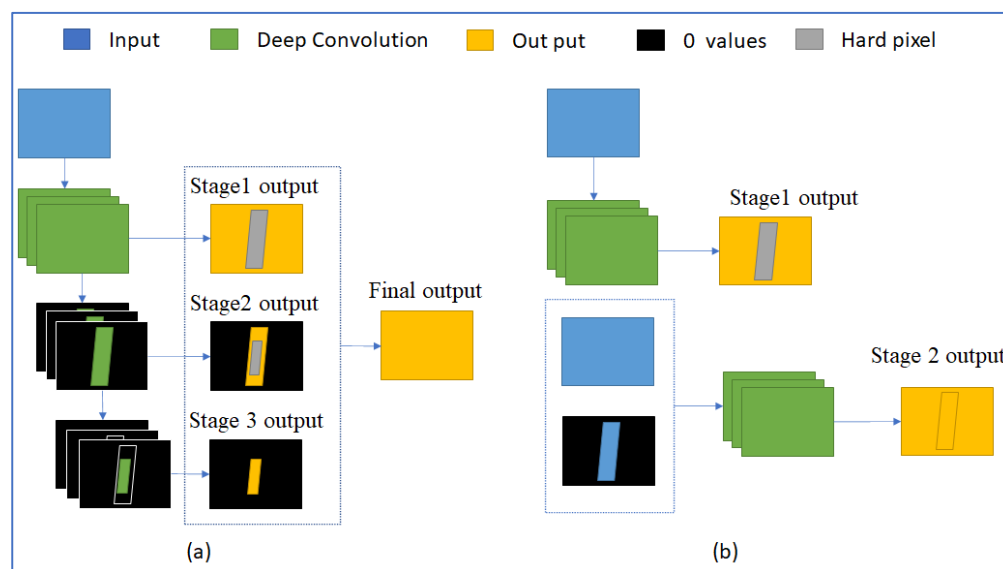 Input
Deep Convolution
Out put
0 values
Hard pixel
Stage1 output
Stage2 output
Stage 3 output
Final output
(a)
Stage1 output
Stage 2 output
(b)